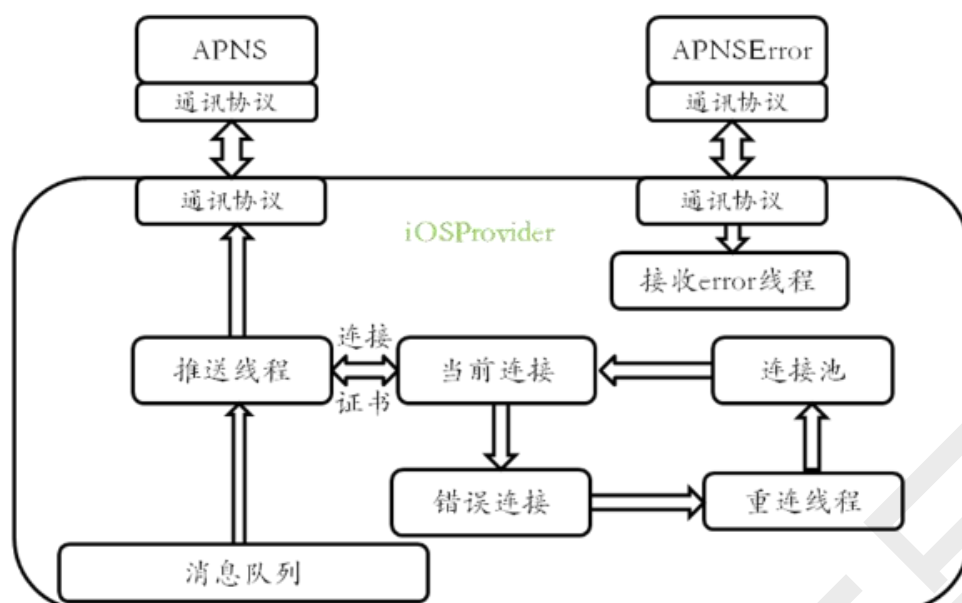 APNS
APNSError
通讯协议
通讯协议
通讯协议
通讯协议
iOSProvider
接收error线程
连接
推送线程
当前连接
连接池
证书
错误连接
重连线程
消息队列